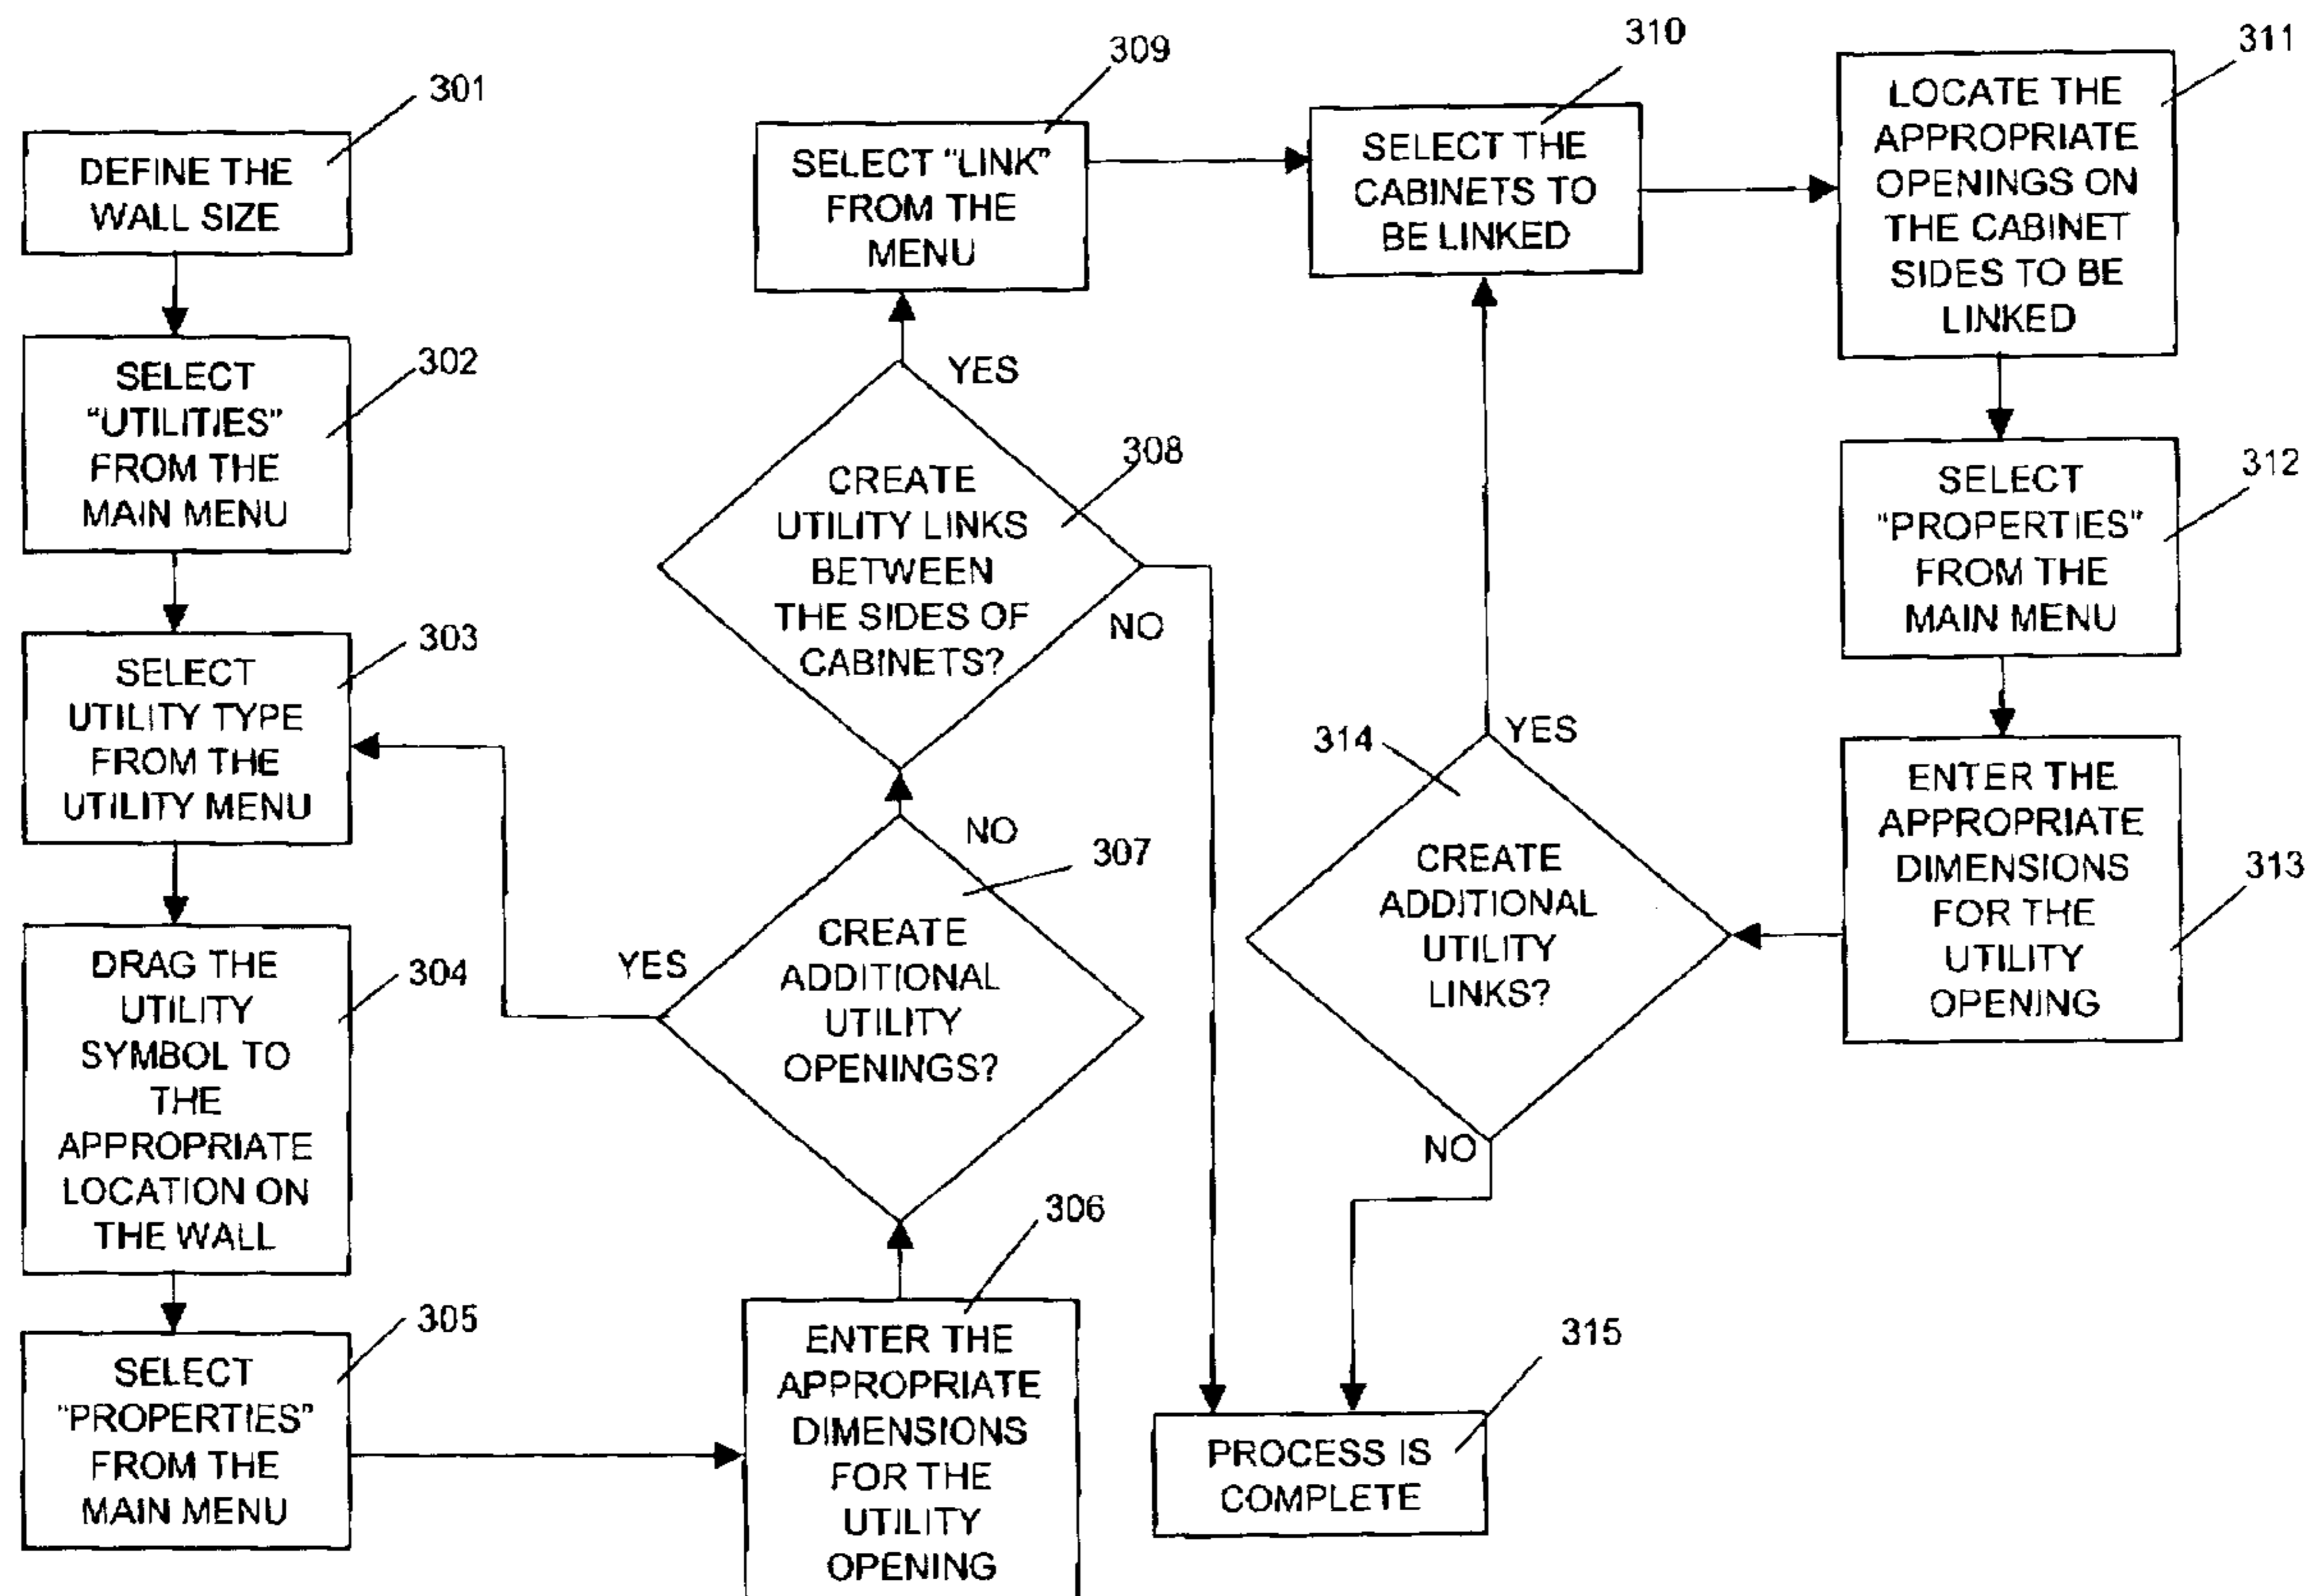 301
DEFINE THE
WALL SIZE
302
SELECT
"UTILITIES"
FROM THE
MAIN MENU
303
SELECT
UTILITY TYPE
FROM THE
UTILITY MENU
304
DRAG THE
UTILITY
SYMBOL TO
THE
APPROPRIATE
LOCATION ON
THE WALL
305
SELECT
"PROPERTIES"
FROM THE
MAIN MENU
306
ENTER THE
APPROPRIATE
DIMENSIONS
FOR THE
UTILITY
OPENING
307
CREATE
ADDITIONAL
UTILITY
OPENINGS?
YES
NO
308
CREATE
UTILITY LINKS
BETWEEN
THE SIDES OF
CABINETS?
YES
NO
309
SELECT "LINK"
FROM THE
MENU
310
SELECT THE
CABINETS TO
BE LINKED
311
LOCATE THE
APPROPRIATE
OPENINGS ON
THE CABINET
SIDES TO BE
LINKED
312
SELECT
"PROPERTIES"
FROM THE
MAIN MENU
313
ENTER THE
APPROPRIATE
DIMENSIONS
FOR THE
UTILITY
OPENING
314
CREATE
ADDITIONAL
UTILITY
LINKS?
YES
NO
315
PROCESS IS
COMPLETE